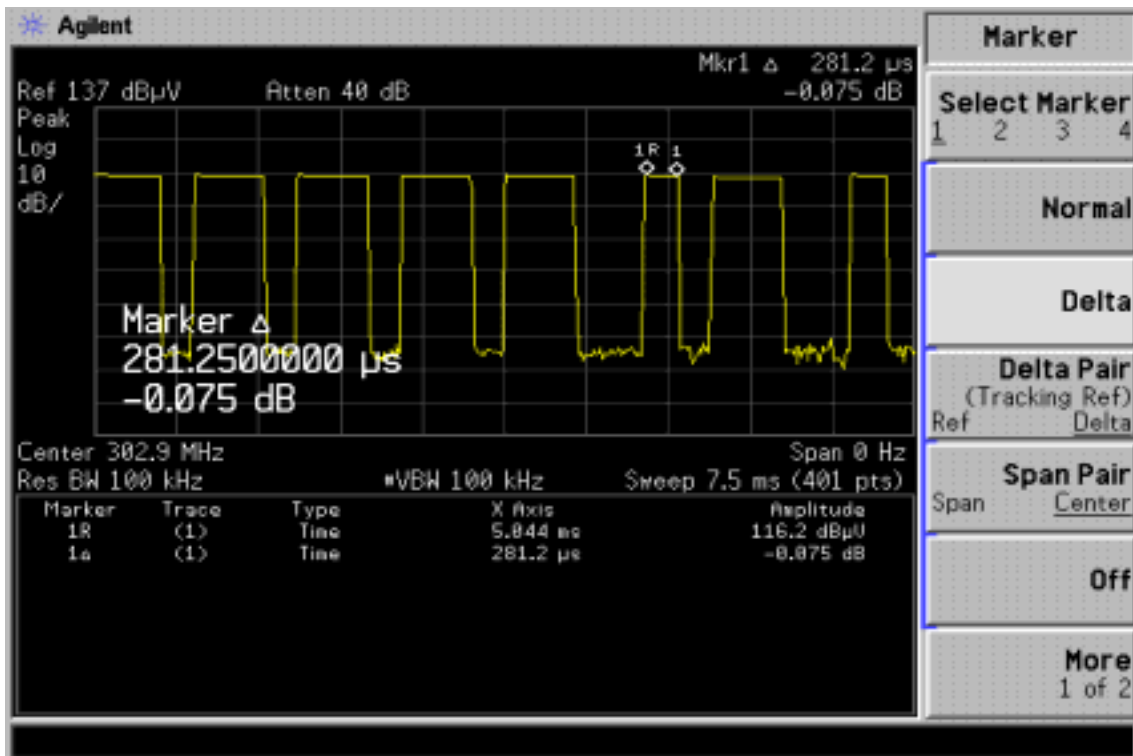 Agilent
Mkr1 Δ 281.2 µs
Ref 137 dBµV Atten 40 dB -0.075 dB
Peak
Log
10
dB/
1R 1
Marker Δ
281.2500000 µs
-0.075 dB
Center 302.9 MHz Span 0 Hz
Res BW 100 kHz #VBW 100 kHz Sweep 7.5 ms (401 pts)
Marker Trace Type X Axis Amplitude
1R (1) Time 5.044 ms 116.2 dBµV
1Δ (1) Time 281.2 µs -0.075 dB
Marker
Select Marker
1 2 3 4
Normal
Delta
Delta Pair
(Tracking Ref)
Ref Delta
Span Pair
Span Center
Off
More
1 of 2